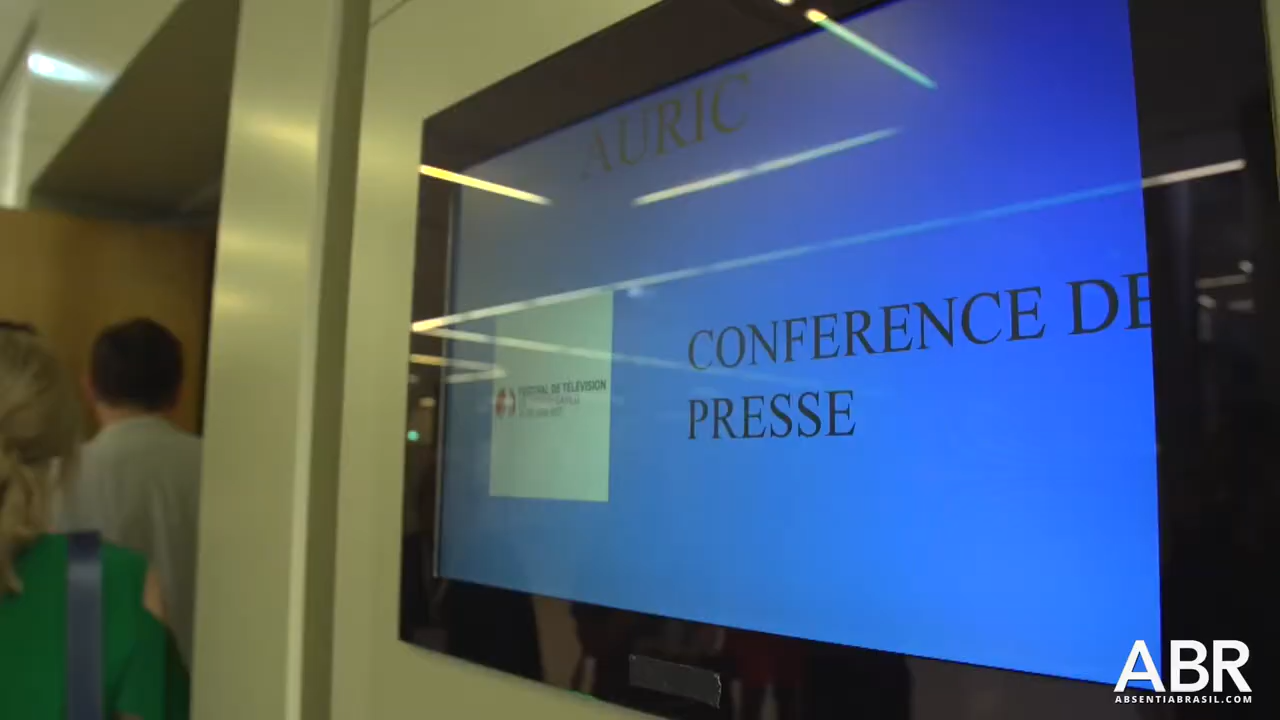 AURIC
CONFERENCE DE
PRESSE
FESTIVAL DE TÉLÉVISION
ABR
ABSENTIABRASIL.COM